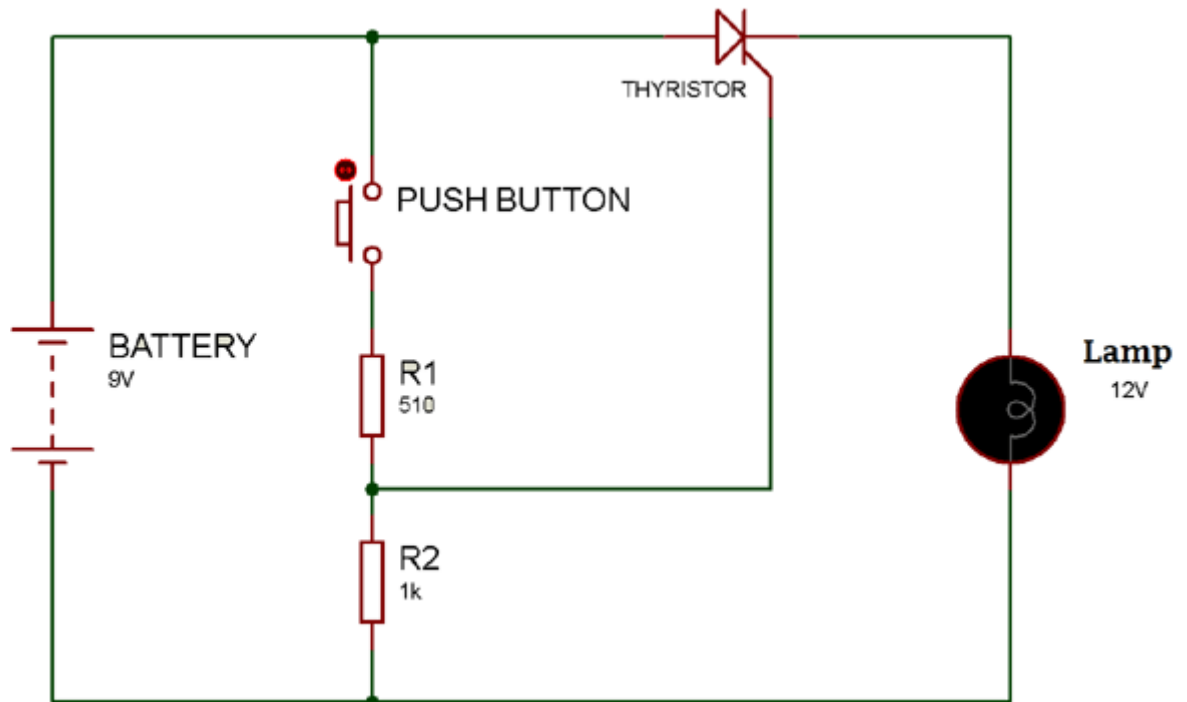 THYRISTOR
PUSH BUTTON
BATTERY
9V
R1
510
Lamp
12V
R2
1k